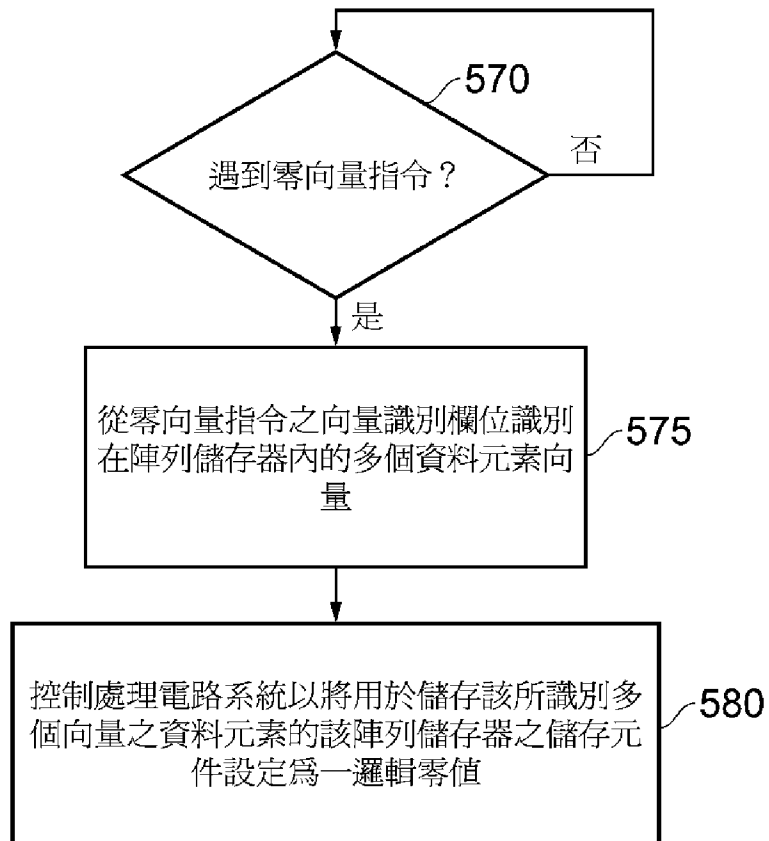 570
遇到零向量指令？
否
是
從零向量指令之向量識別欄位識別
在陣列儲存器內的多個資料元素向
量
575
控制處理電路系統以將用於儲存該所識別多
個向量之資料元素的該陣列儲存器之儲存元
件設定爲一邏輯零值
580